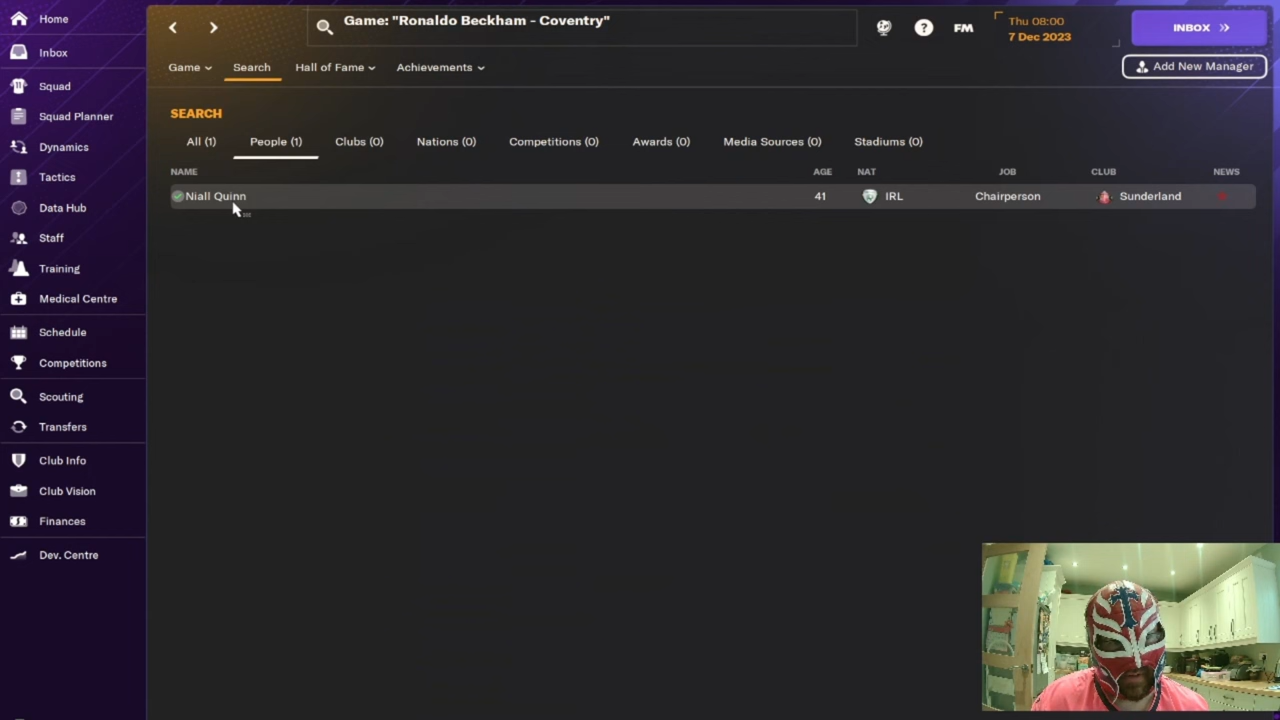 Home
Inbox
Squad
Squad Planner
Dynamics
Tactics
Data Hub
Staff
Training
Medical Centre
Schedule
Competitions
Scouting
Transfers
Club Info
Club Vision
Finances
Dev. Centre
Game: "Ronaldo Beckham - Coventry"
FM
Thu 08:00
7 Dec 2023
INBOX
Game
Search
Hall of Fame
Achievements
Add New Manager
SEARCH
All (1)
People (1)
Clubs (0)
Nations (0)
Competitions (0)
Awards (0)
Media Sources (0)
Stadiums (0)
NAME AGE NAT JOB CLUB NEWS
Niall Quinn 41 IRL Chairperson Sunderland